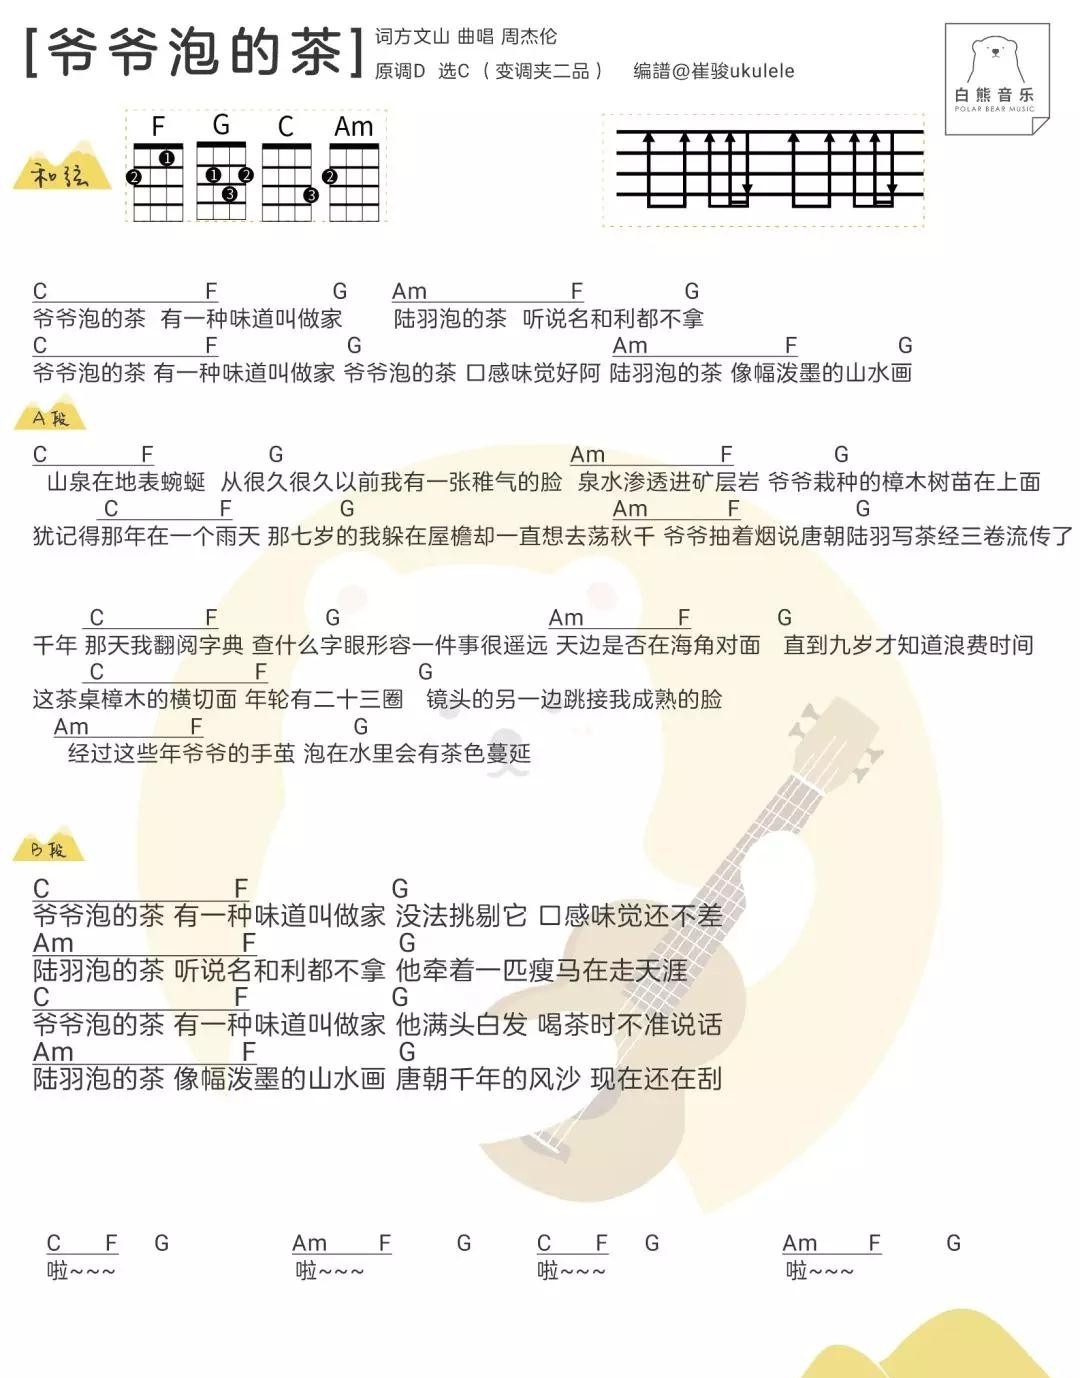 [爷爷泡的茶]
词方文山 曲唱 周杰伦
原调D 选C （变调夹二品） 编譜@崔骏ukulele
白熊音乐
POLAR BEAR MUSIC
和弦
F G C Am
1 2
1 2 3
3
2
C F G Am F G
爷爷泡的茶 有一种味道叫做家 陆羽泡的茶 听说名和利都不拿
C F G Am F G
爷爷泡的茶 有一种味道叫做家 爷爷泡的茶 口感味觉好阿 陆羽泡的茶 像幅泼墨的山水画
A段
C F G Am F G
山泉在地表蜿蜒 从很久很久以前我有一张稚气的脸 泉水渗透进矿层岩 爷爷栽种的樟木树苗在上面
C F G Am F G
犹记得那年在一个雨天 那七岁的我躲在屋檐却一直想去荡秋千 爷爷抽着烟说唐朝陆羽写茶经三卷流传了
C F G Am F G
千年 那天我翻阅字典 查什么字眼形容一件事很遥远 天边是否在海角对面 直到九岁才知道浪费时间
C F G
这茶桌樟木的横切面 年轮有二十三圈 镜头的另一边跳接我成熟的脸
Am F G
经过这些年爷爷的手茧 泡在水里会有茶色蔓延
B段
C F G
爷爷泡的茶 有一种味道叫做家 没法挑剔它 口感味觉还不差
Am F G
陆羽泡的茶 听说名和利都不拿 他牵着一匹瘦马在走天涯
C F G
爷爷泡的茶 有一种味道叫做家 他满头白发 喝茶时不准说话
Am F G
陆羽泡的茶 像幅泼墨的山水画 唐朝千年的风沙 现在还在刮
C F G Am F G C F G Am F G
啦~~~ 啦~~~ 啦~~~ 啦~~~